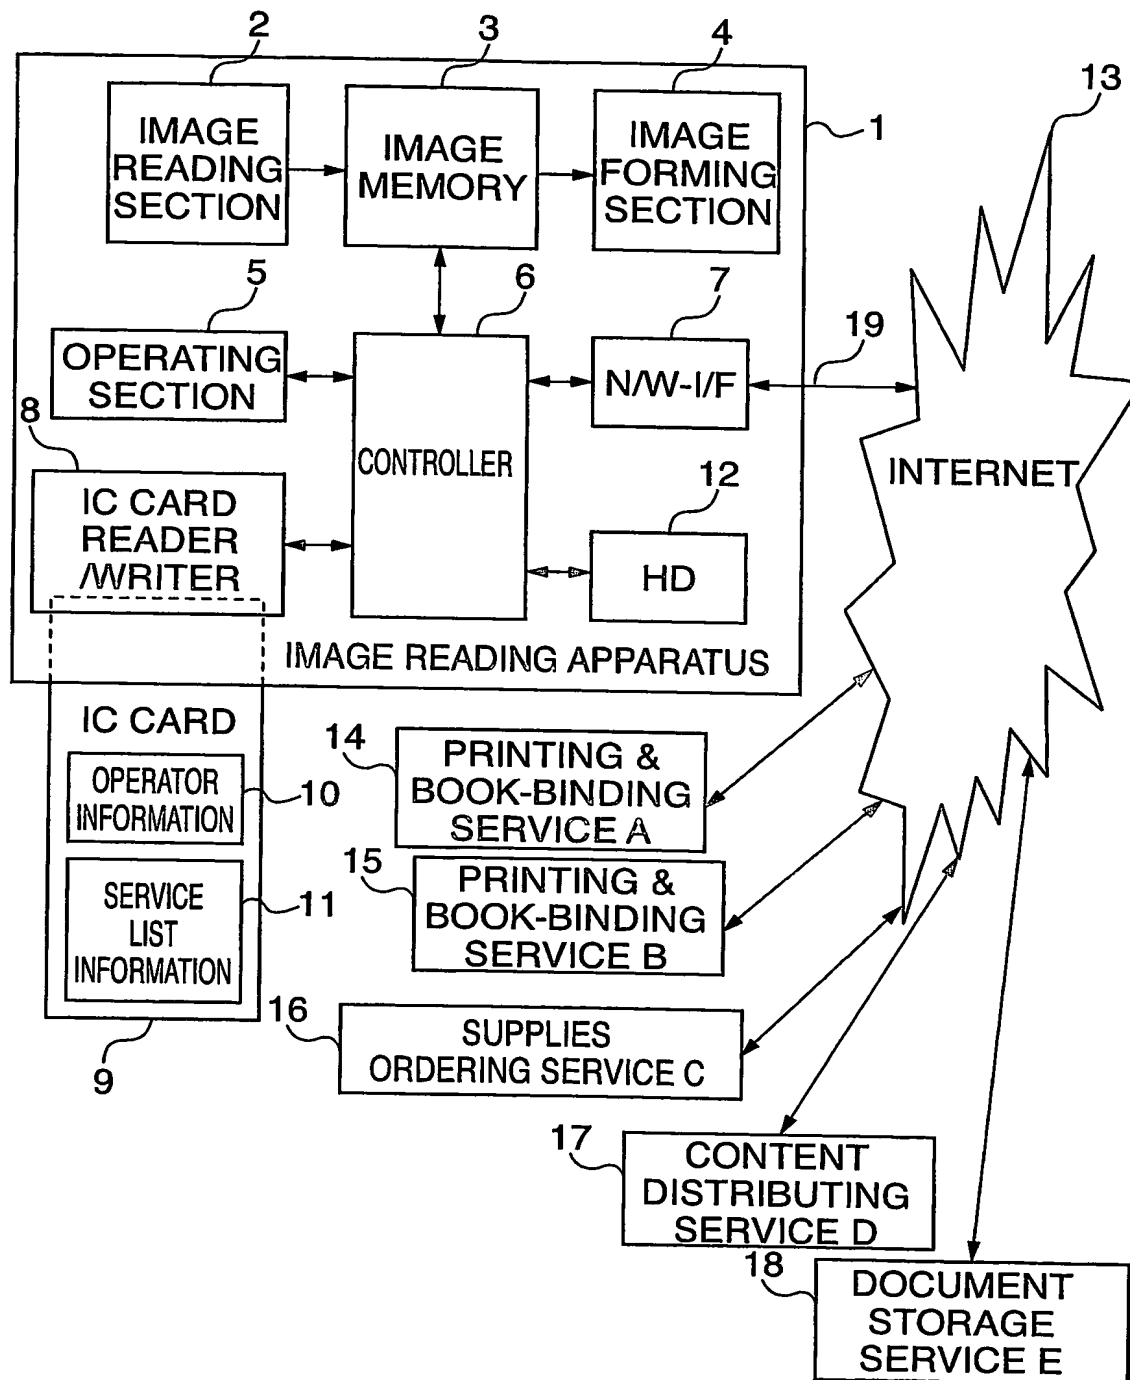 2
3
4
13
1
IMAGE
READING
SECTION
IMAGE
MEMORY
IMAGE
FORMING
SECTION
5
6
7
19
OPERATING
SECTION
CONTROLLER
N/W-I/F
INTERNET
8
12
IC CARD
READER
/WRITER
HD
IMAGE READING APPARATUS
IC CARD
OPERATOR
INFORMATION
10
SERVICE
LIST
INFORMATION
11
9
14
PRINTING &
BOOK-BINDING
SERVICE A
15
PRINTING &
BOOK-BINDING
SERVICE B
16
SUPPLIES
ORDERING SERVICE C
17
CONTENT
DISTRIBUTING
SERVICE D
18
DOCUMENT
STORAGE
SERVICE E